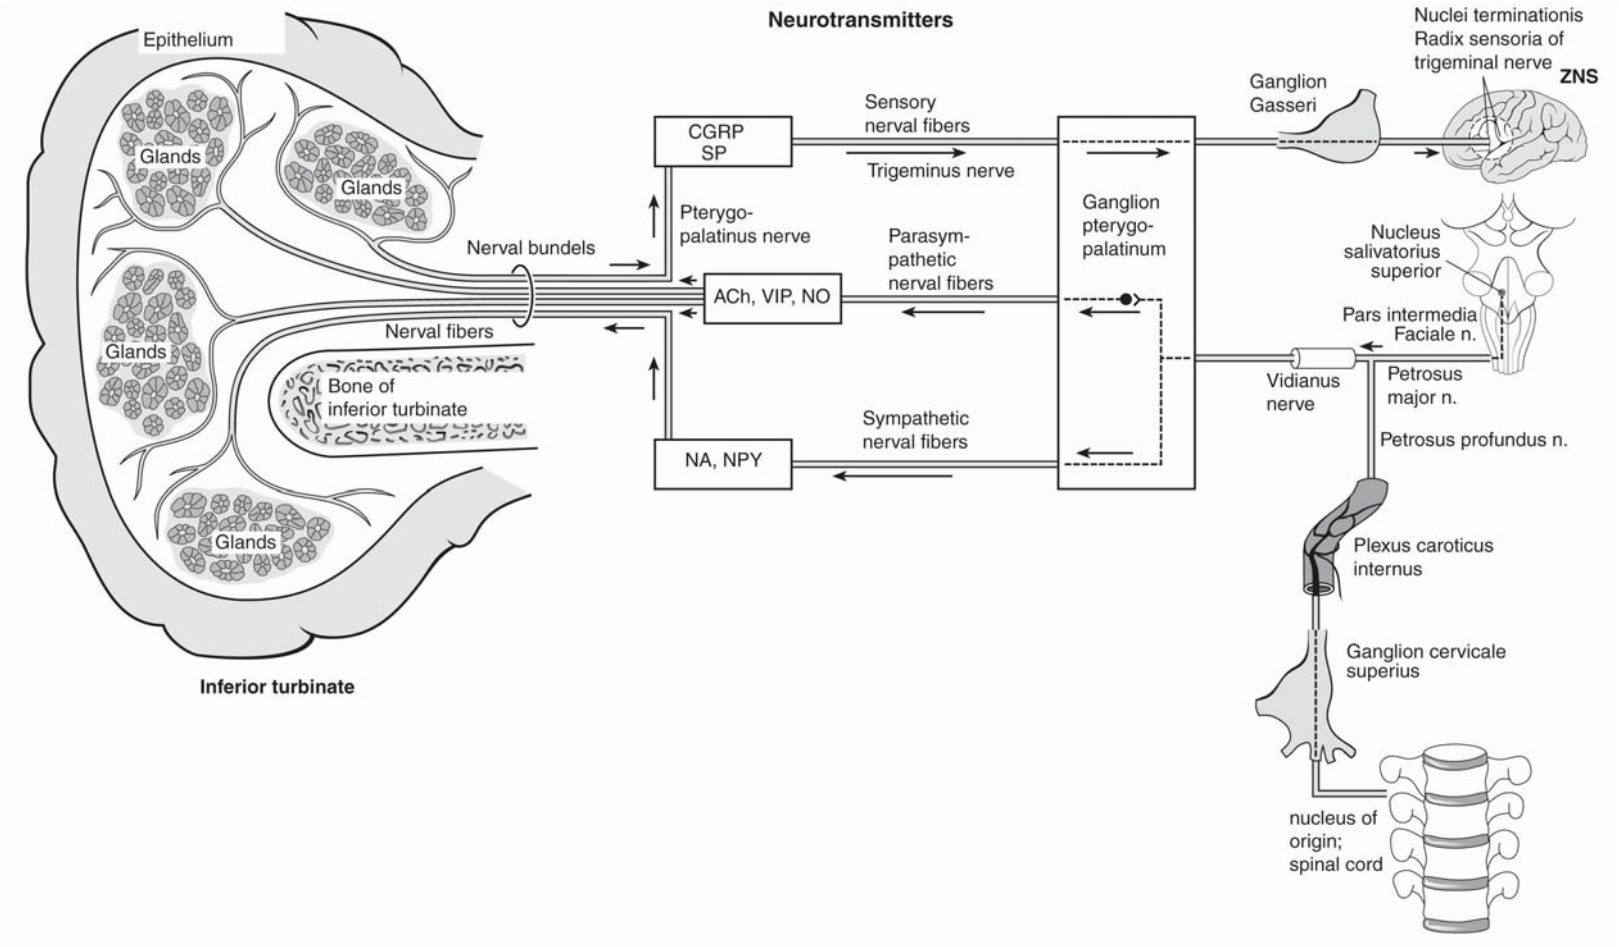 Neurotransmitters
Epithelium
Glands
Glands
Glands
Glands
Nerval bundels
Nerval fibers
Bone of
inferior turbinate
Inferior turbinate
CGRP
SP
Pterygo-
palatinus nerve
ACh, VIP, NO
NA, NPY
Sensory
nerval fibers
Trigeminus nerve
Parasym-
pathetic
nerval fibers
Sympathetic
nerval fibers
Ganglion
pterygo-
palatinum
Ganglion
Gasseri
Nuclei terminationis
Radix sensoria of
trigeminal nerve
ZNS
Nucleus
salivatorius
superior
Pars intermedia
Faciale n.
Vidianus
nerve
Petrosus
major n.
Petrosus profundus n.
Plexus caroticus
internus
Ganglion cervicale
superius
nucleus of
origin;
spinal cord